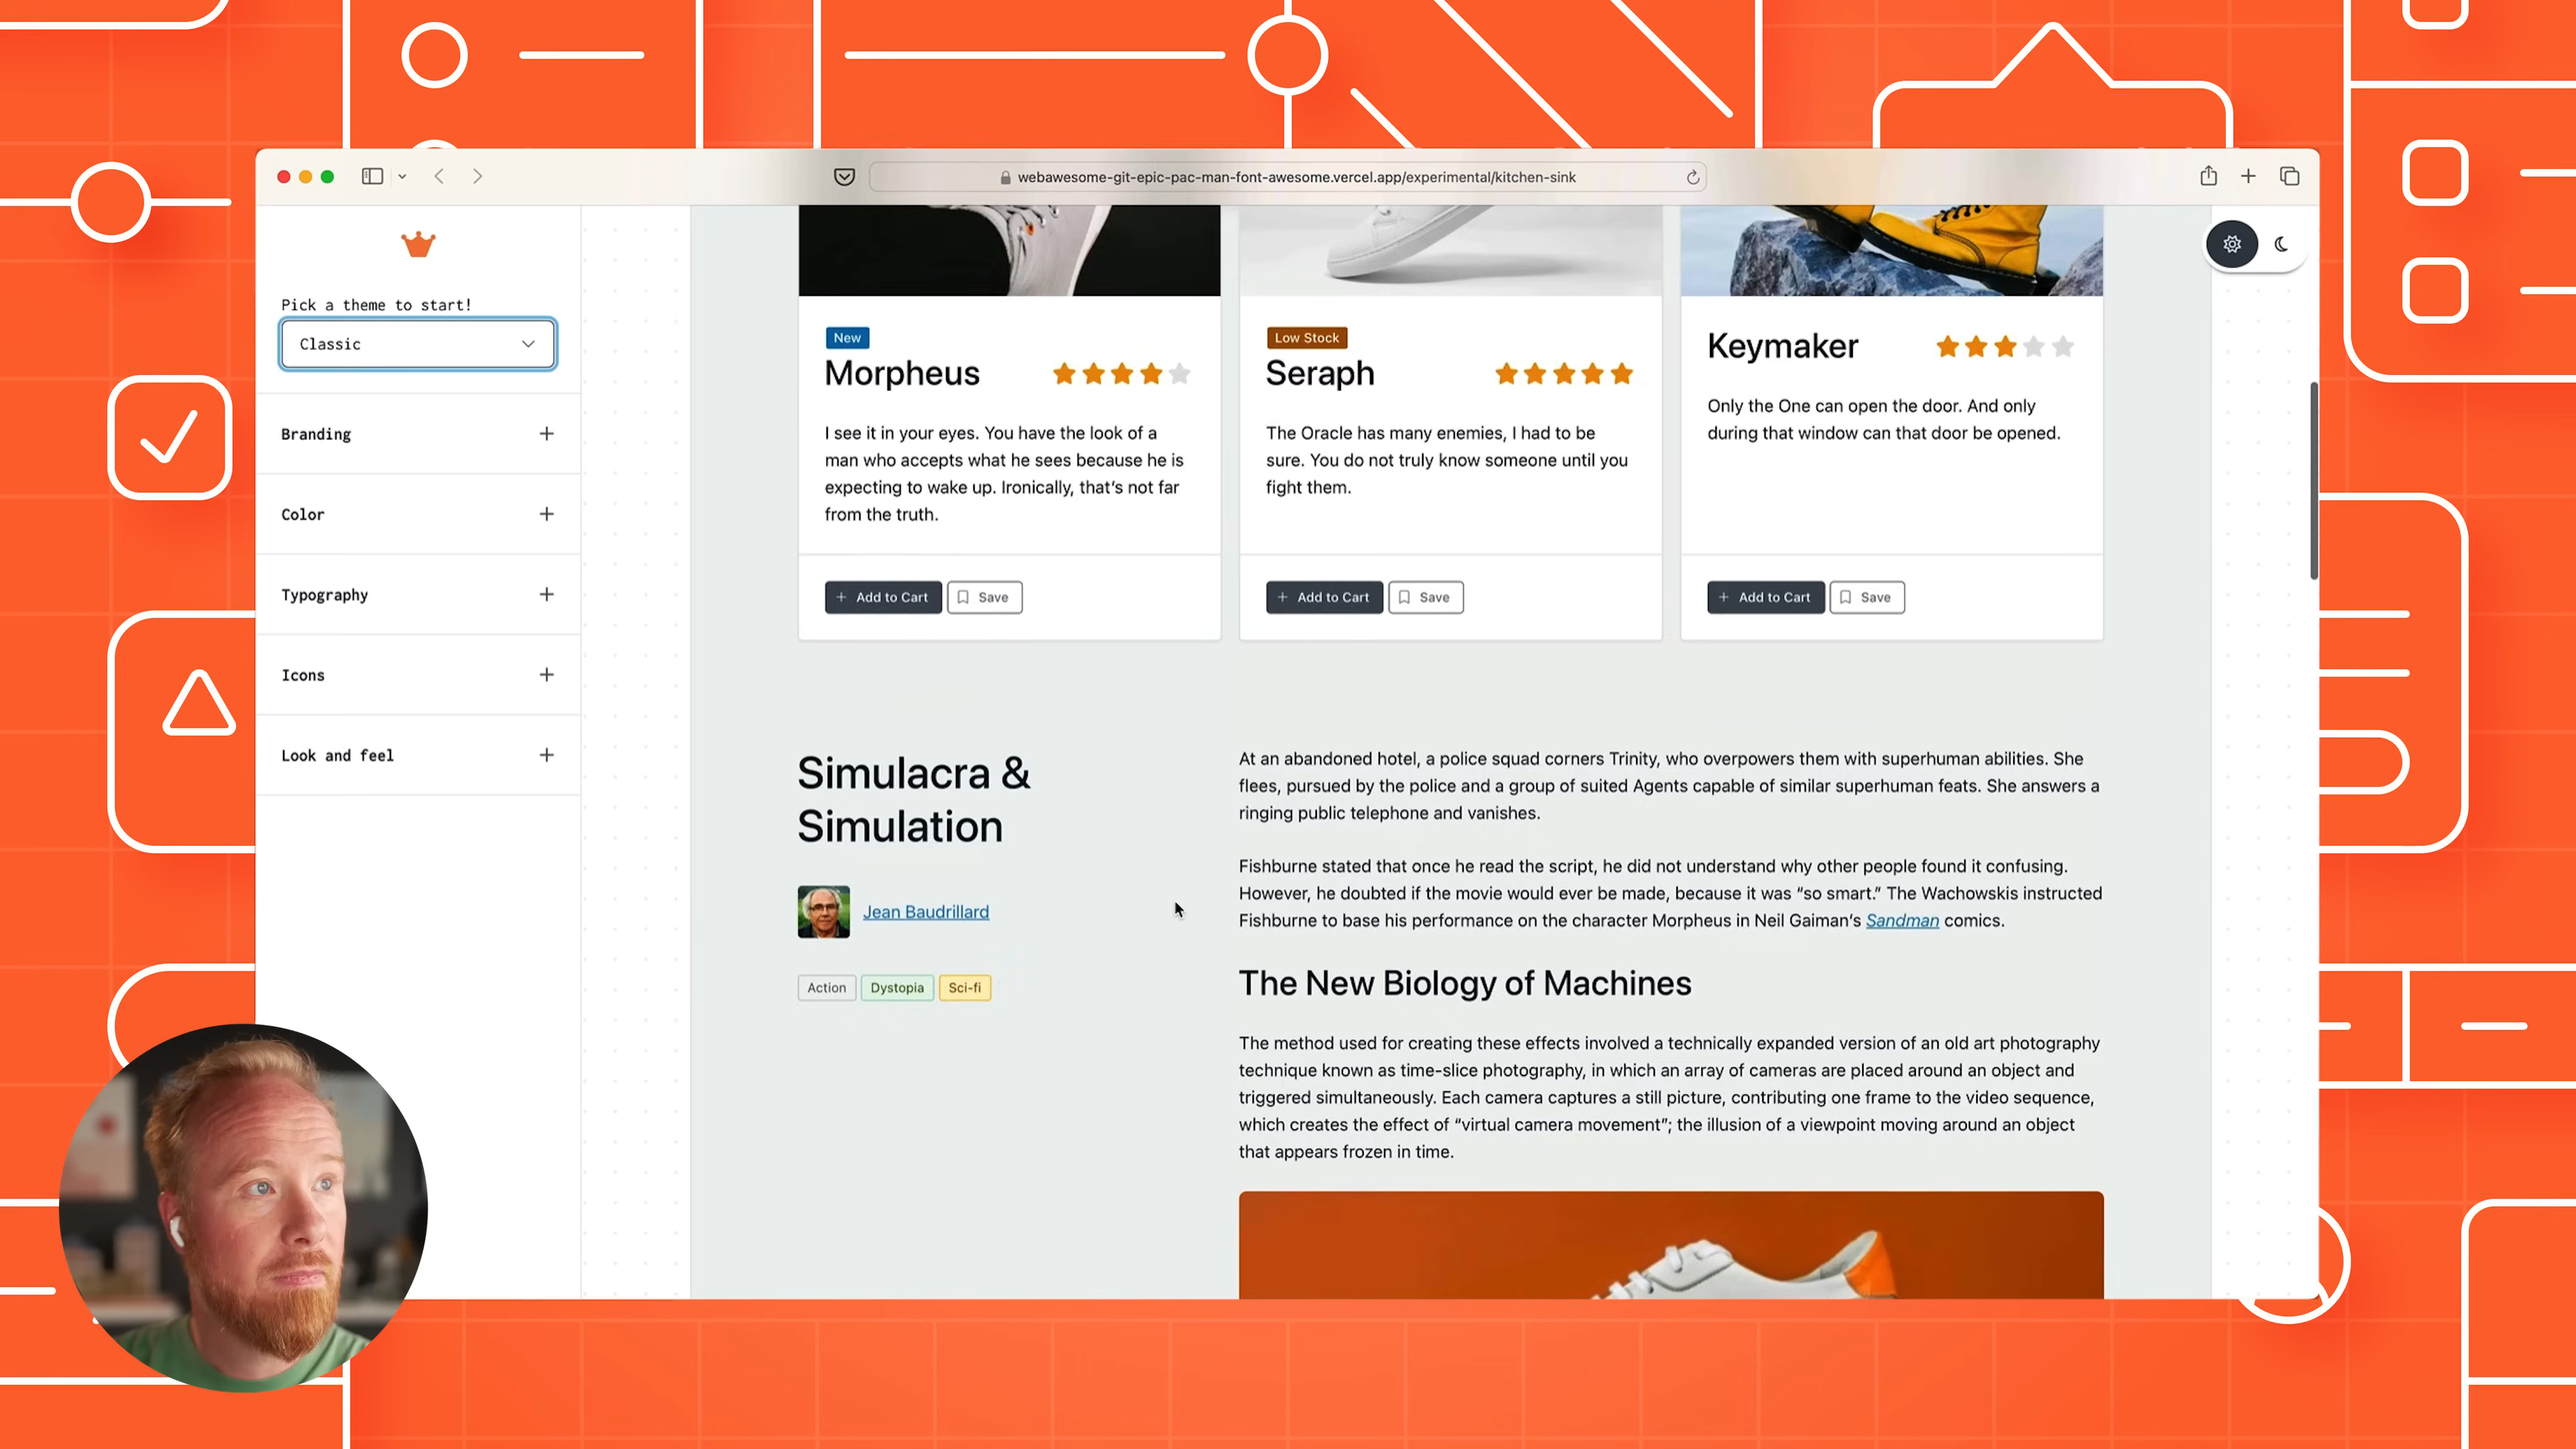 webawesome-git-epic-pac-man-font-awesome.vercel.app/experimental/kitchen-sink
Pick a theme to start!
Classic
Branding
Color
Typography
Icons
Look and feel
New
Morpheus
I see it in your eyes. You have the look of a
man who accepts what he sees because he is
expecting to wake up. Ironically, that's not far
from the truth.
Add to Cart
Save
Low Stock
Seraph
The Oracle has many enemies, I had to be
sure. You do not truly know someone until you
fight them.
Add to Cart
Save
Keymaker
Only the One can open the door. And only
during that window can that door be opened.
Add to Cart
Save
Simulacra &
Simulation
Jean Baudrillard
Action
Dystopia
Sci-fi
At an abandoned hotel, a police squad corners Trinity, who overpowers them with superhuman abilities. She
flees, pursued by the police and a group of suited Agents capable of similar superhuman feats. She answers a
ringing public telephone and vanishes.
Fishburne stated that once he read the script, he did not understand why other people found it confusing.
However, he doubted if the movie would ever be made, because it was “so smart.” The Wachowskis instructed
Fishburne to base his performance on the character Morpheus in Neil Gaiman's Sandman comics.
The New Biology of Machines
The method used for creating these effects involved a technically expanded version of an old art photography
technique known as time-slice photography, in which an array of cameras are placed around an object and
triggered simultaneously. Each camera captures a still picture, contributing one frame to the video sequence,
which creates the effect of “virtual camera movement”; the illusion of a viewpoint moving around an object
that appears frozen in time.